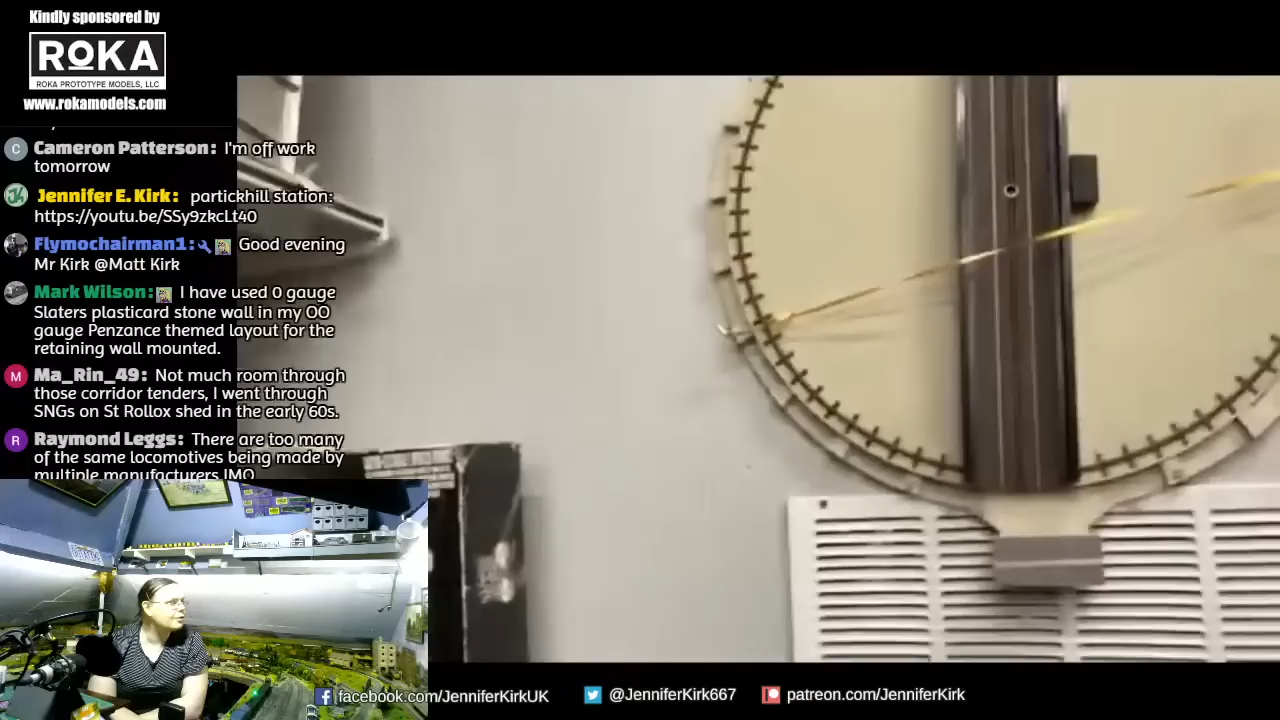 Kindly sponsored by
ROKA
ROKA PROTOTYPE MODELS, LLC
www.rokamodels.com
C Cameron Patterson: I'm off work
tomorrow
Jennifer E. Kirk: partickhill station:
https://youtu.be/SSy9zkcLt40
Flymochairman1: Good evening
Mr Kirk @Matt Kirk
Mark Wilson: I have used O gauge
Slaters plasticard stone wall in my OO
gauge Penzance themed layout for the
retaining wall mounted.
M Ma_Rin_49: Not much room through
those corridor tenders, I went through
SNGs on St Rollox shed in the early 60s.
R Raymond Leggs: There are too many
of the same locomotives being made by
multiple manufacturers IMO
facebook.com/JenniferKirkUK @JenniferKirk667 patreon.com/JenniferKirk